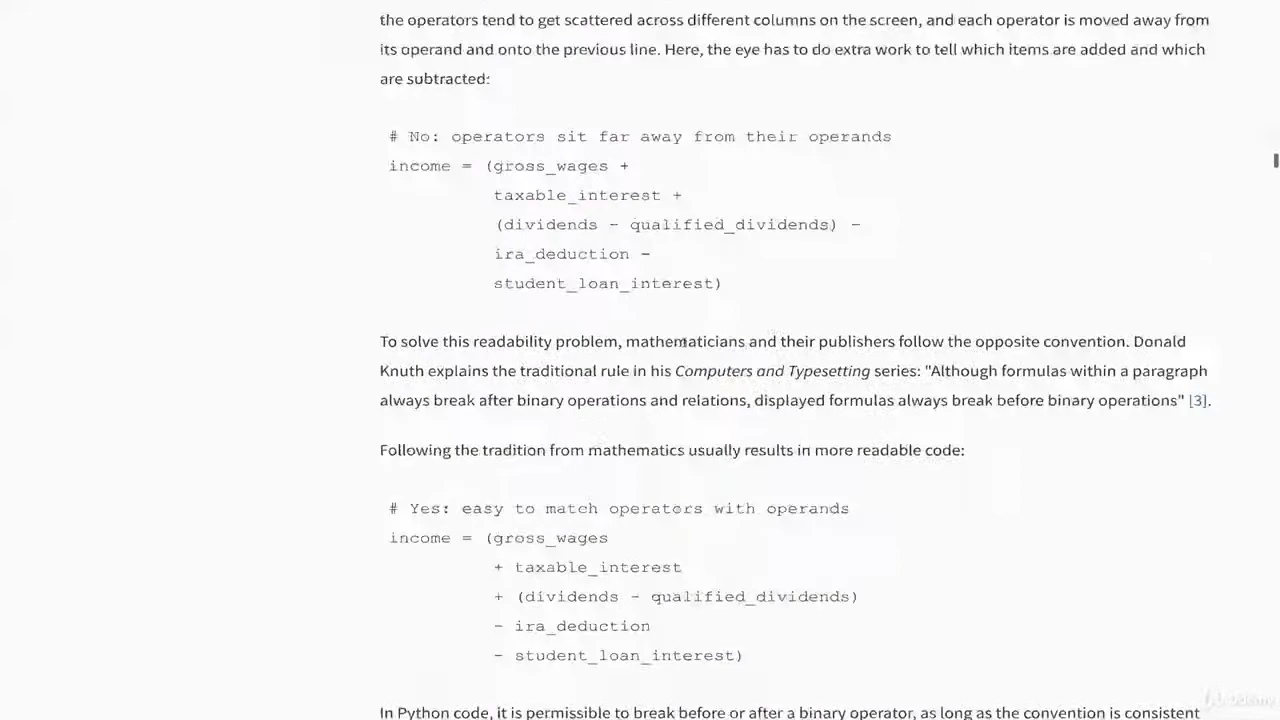 the operators tend to get scattered across different columns on the screen, and each operator is moved away from
its operand and onto the previous line. Here, the eye has to do extra work to tell which items are added and which
are subtracted:
# No: operators sit far away from their operands
income = (gross_wages +
          taxable_interest +
          (dividends - qualified_dividends) -
          ira_deduction -
          student_loan_interest)
To solve this readability problem, mathematicians and their publishers follow the opposite convention. Donald
Knuth explains the traditional rule in his Computers and Typesetting series: "Although formulas within a paragraph
always break after binary operations and relations, displayed formulas always break before binary operations" [3].
Following the tradition from mathematics usually results in more readable code:
# Yes: easy to match operators with operands
income = (gross_wages
          + taxable_interest
          + (dividends - qualified_dividends)
          - ira_deduction
          - student_loan_interest)
In Python code, it is permissible to break before or after a binary operator, as long as the convention is consistent
Udemy